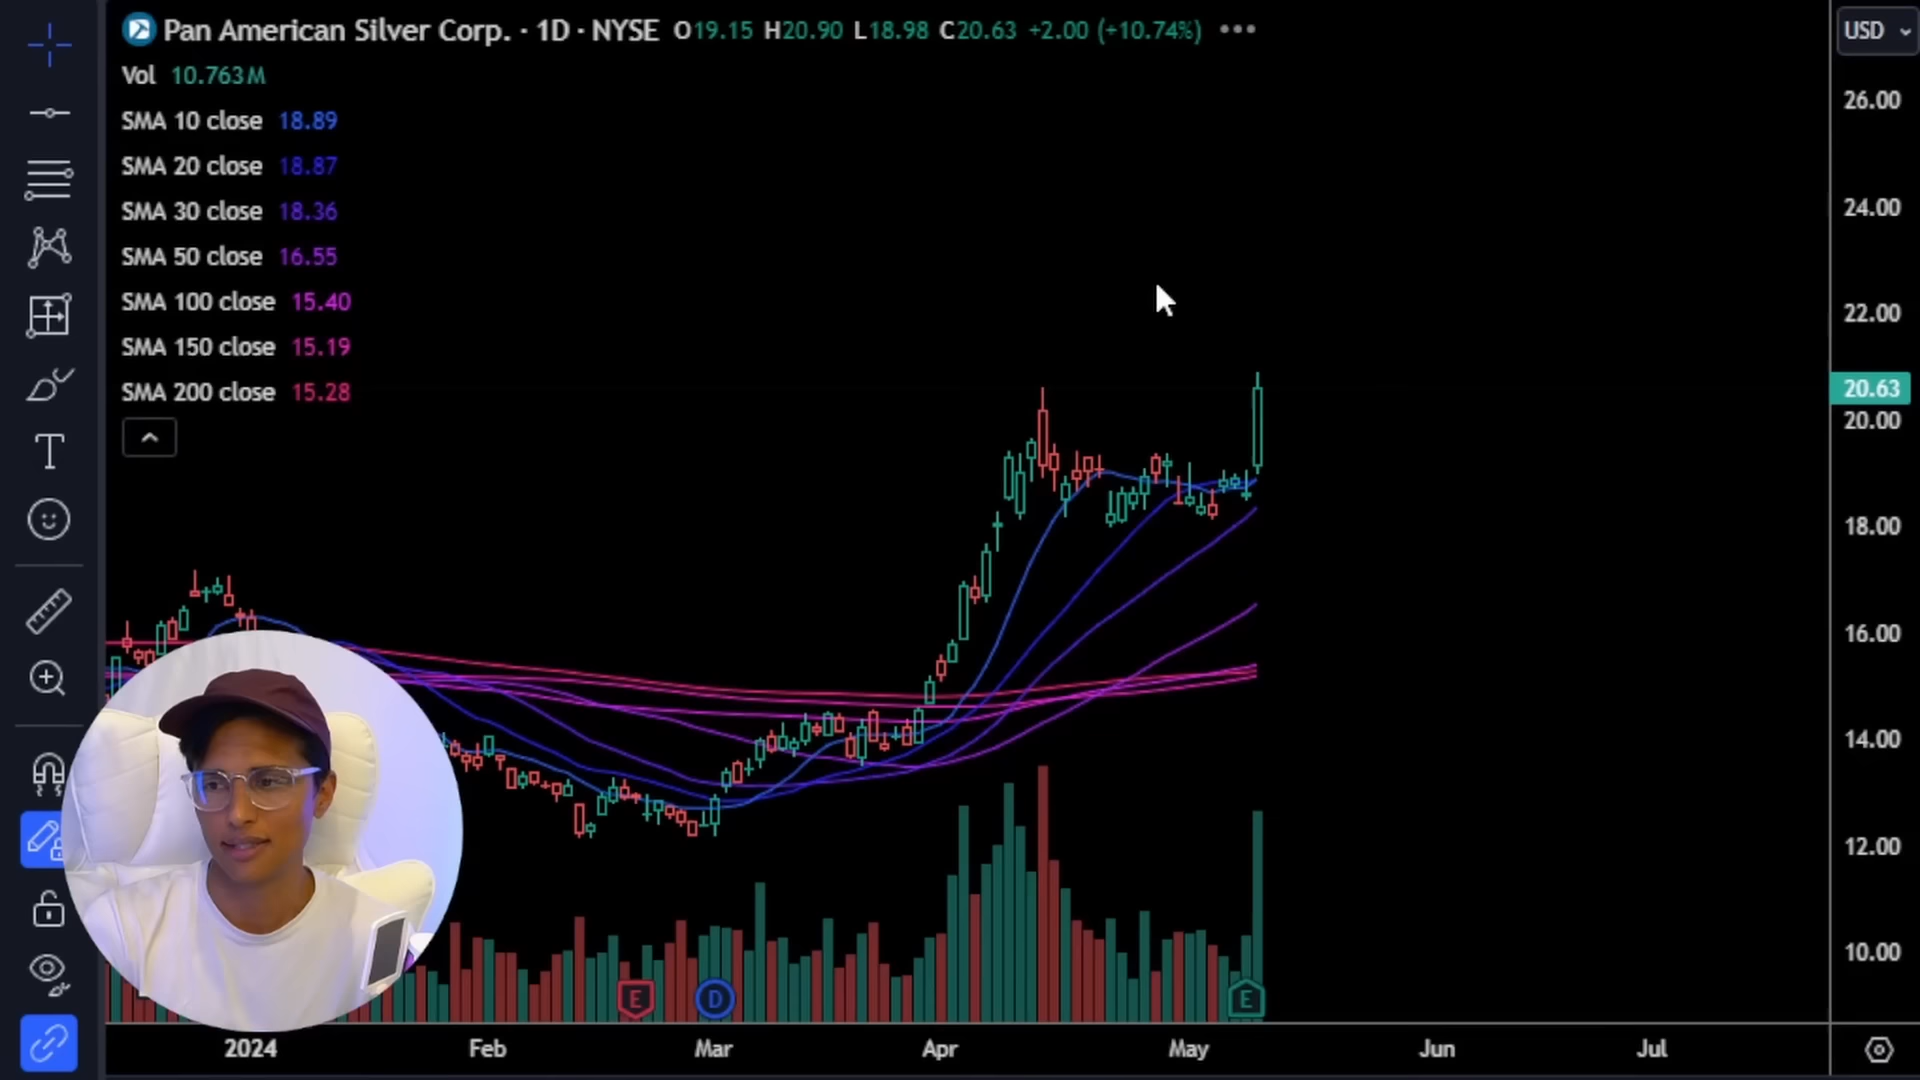 Pan American Silver Corp. · 1D · NYSE O19.15 H20.90 L18.98 C20.63 +2.00 (+10.74%)
USD
Vol 10.763M
SMA 10 close 18.89
SMA 20 close 18.87
SMA 30 close 18.36
SMA 50 close 16.55
SMA 100 close 15.40
SMA 150 close 15.19
SMA 200 close 15.28
26.00
24.00
22.00
20.63
20.00
18.00
16.00
14.00
12.00
10.00
T
E
D
E
2024 Feb Mar Apr May Jun Jul